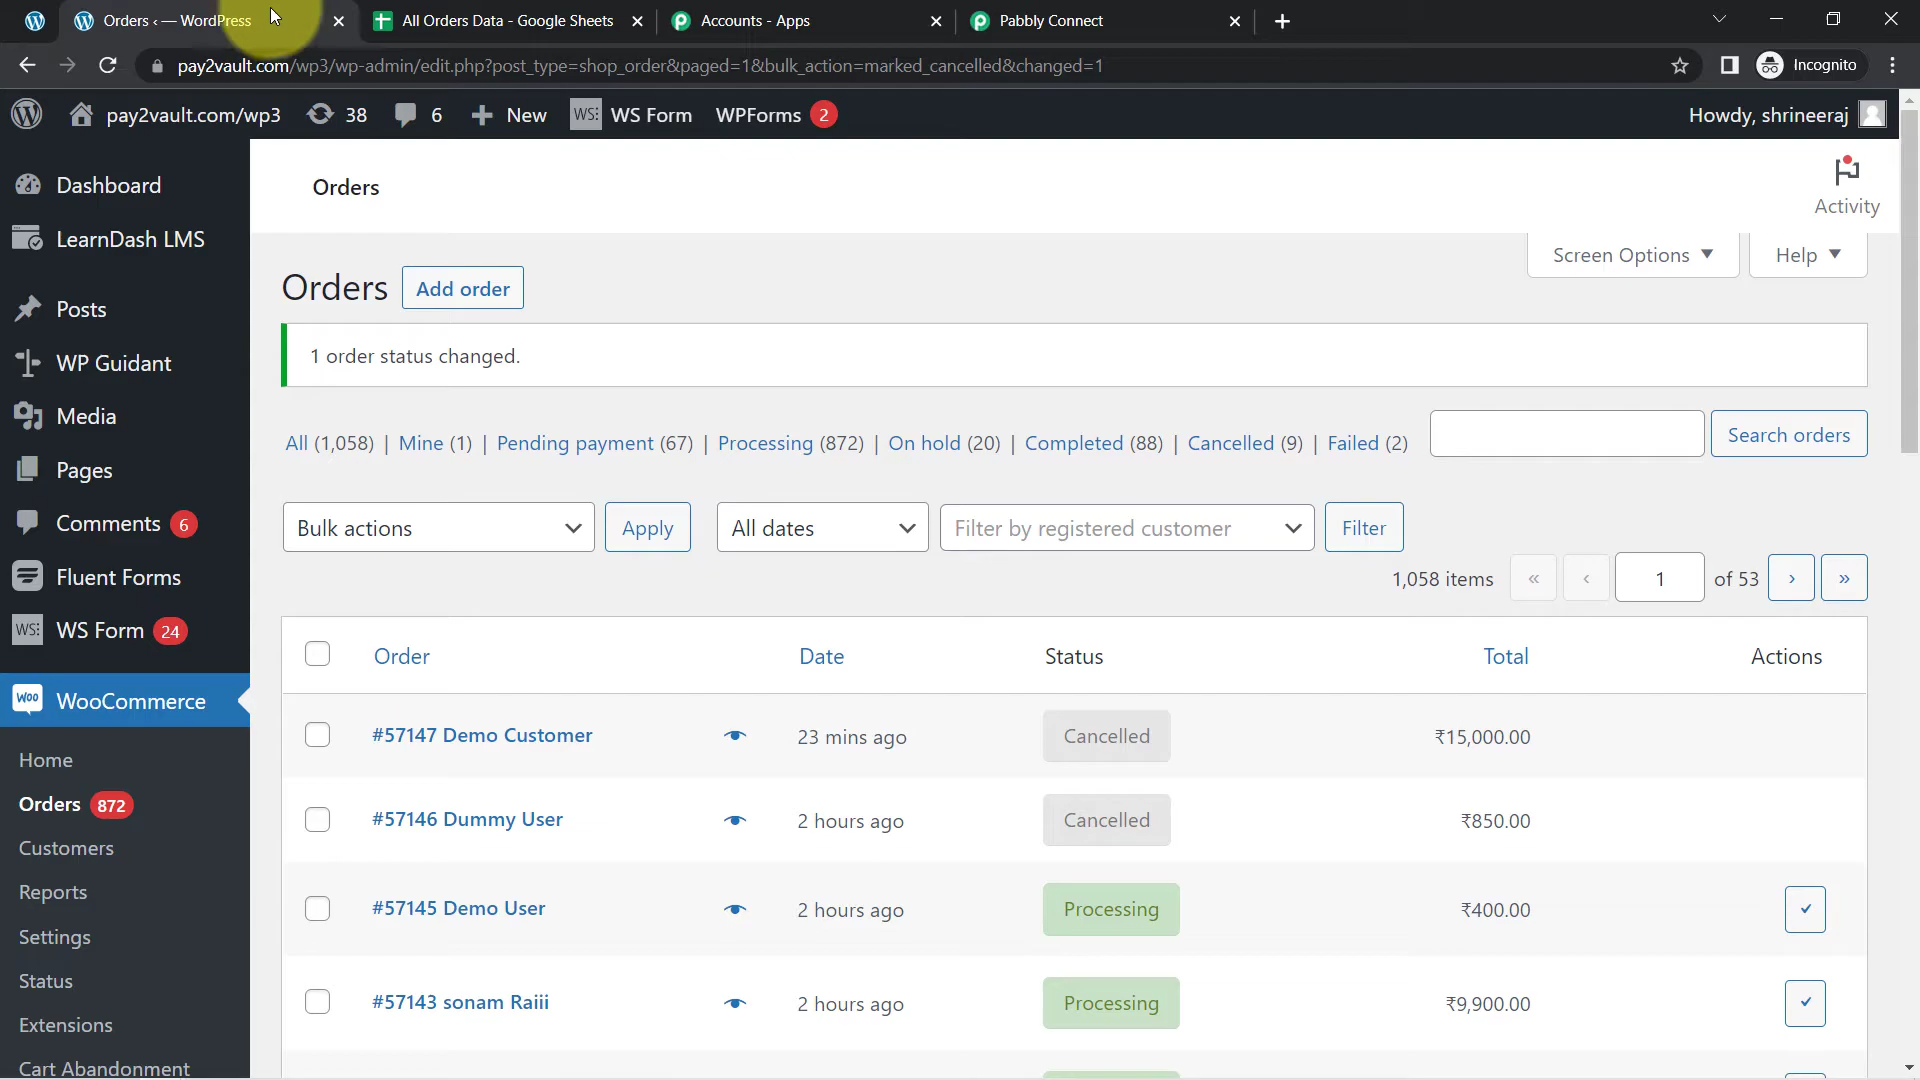 Orders ‹ — WordPress
All Orders Data - Google Sheets
Accounts - Apps
Pabbly Connect
pay2vault.com/wp3/wp-admin/edit.php?post_type=shop_order&paged=1&bulk_action=marked_cancelled&changed=1
Incognito
pay2vault.com/wp3
38
6
New
WS Form
WPForms 2
Howdy, shrineeraj
Dashboard
LearnDash LMS
Posts
WP Guidant
Media
Pages
Comments 6
Fluent Forms
WS Form 24
WooCommerce
Home
Orders 872
Customers
Reports
Settings
Status
Extensions
Cart Abandonment
Orders
Activity
Screen Options
Help
Orders
Add order
1 order status changed.
All (1,058) | Mine (1) | Pending payment (67) | Processing (872) | On hold (20) | Completed (88) | Cancelled (9) | Failed (2)
Search orders
Bulk actions
Apply
All dates
Filter by registered customer
Filter
1,058 items « ‹ 1 of 53 › »
Order Date Status Total Actions
#57147 Demo Customer 23 mins ago Cancelled ₹15,000.00
#57146 Dummy User 2 hours ago Cancelled ₹850.00
#57145 Demo User 2 hours ago Processing ₹400.00
#57143 sonam Raiii 2 hours ago Processing ₹9,900.00